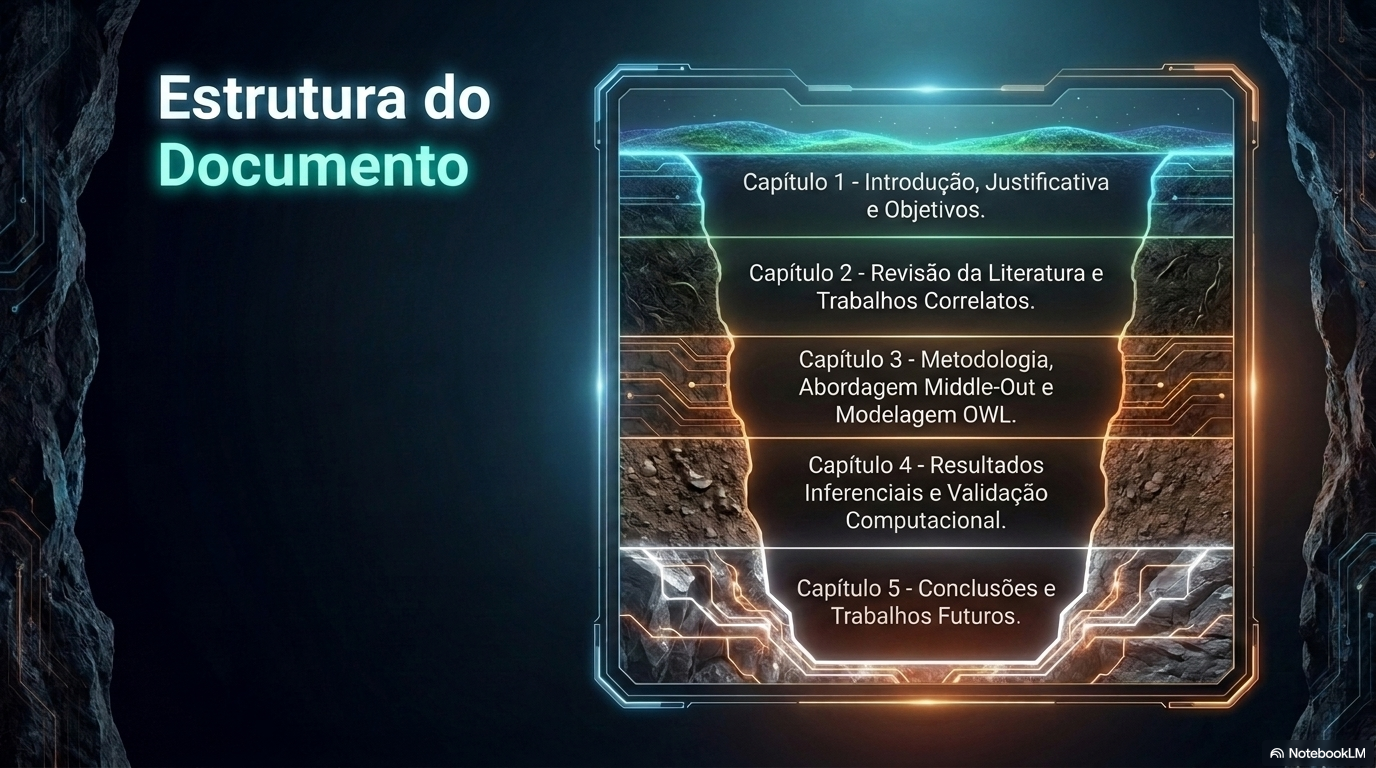 Estrutura do
Documento
Capítulo 1 - Introdução, Justificativa
e Objetivos.
Capítulo 2 - Revisão da Literatura e
Trabalhos Correlatos.
Capítulo 3 - Metodologia,
Abordagem Middle-Out e
Modelagem OWL.
Capítulo 4 - Resultados
Inferenciais e Validação
Computacional.
Capítulo 5 - Conclusões e
Trabalhos Futuros.
NotebookLM